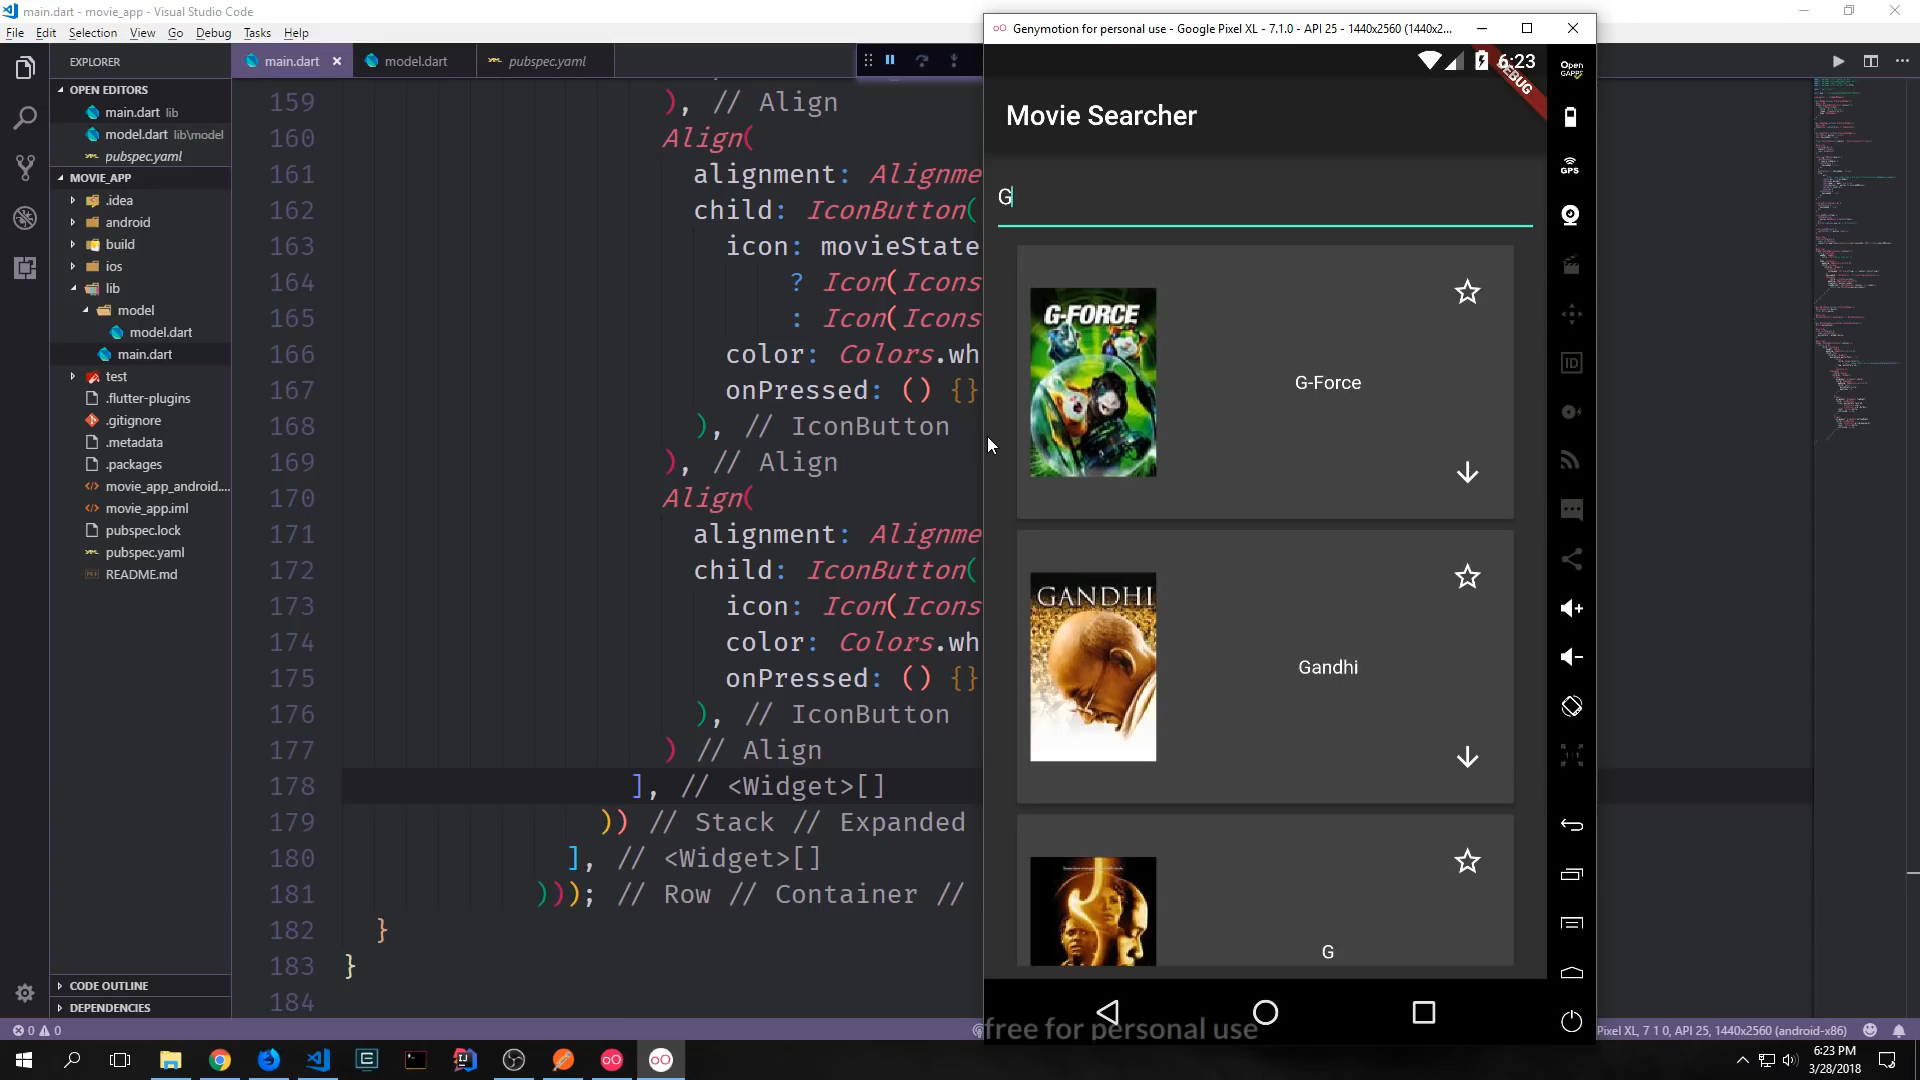 main.dart - movie_app - Visual Studio Code
File Edit Selection View Go Debug Tasks Help
EXPLORER
OPEN EDITORS
main.dart lib
model.dart lib\model
pubspec.yaml
MOVIE_APP
.idea
android
build
ios
lib
model
model.dart
main.dart
test
.flutter-plugins
.gitignore
.metadata
.packages
movie_app_android....
movie_app.iml
pubspec.lock
pubspec.yaml
README.md
CODE OUTLINE
DEPENDENCIES
main.dart model.dart pubspec.yaml
159 ), // Align
160 Align(
161 alignment: Alignme
162 child: IconButton(
163 icon: movieState
164 ? Icon(Icons
165 : Icon(Icons
166 color: Colors.wh
167 onPressed: () {}
168 ), // IconButton
169 ), // Align
170 Align(
171 alignment: Alignme
172 child: IconButton(
173 icon: Icon(Icons
174 color: Colors.wh
175 onPressed: () {}
176 ), // IconButton
177 ) // Align
178 ], // <Widget>[]
179 )) // Stack // Expanded
180 ], // <Widget>[]
181 ))); // Row // Container //
182 }
183 }
184
Genymotion for personal use - Google Pixel XL - 7.1.0 - API 25 - 1440x2560 (1440x2...
6:23
DEBUG
Movie Searcher
G
G-FORCE
G-Force
GANDHI
Gandhi
G
free for personal use
Open
GAPPS
GPS
ID
1:1
0 0
Pixel XL, 7 1 0, API 25, 1440x2560 (android-x86)
6:23 PM
3/28/2018